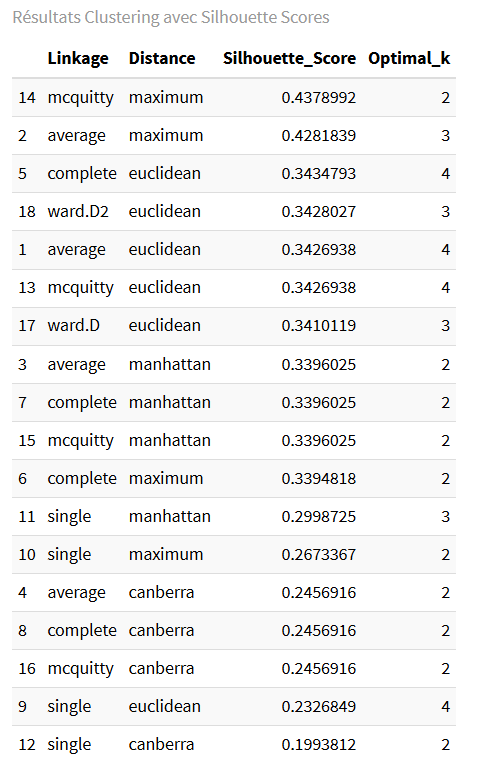 Résultats Clustering avec Silhouette Scores
Linkage Distance Silhouette_Score Optimal_k
14 mcquitty maximum 0.4378992 2
2 average maximum 0.4281839 3
5 complete euclidean 0.3434793 4
18 ward.D2 euclidean 0.3428027 3
1 average euclidean 0.3426938 4
13 mcquitty euclidean 0.3426938 4
17 ward.D euclidean 0.3410119 3
3 average manhattan 0.3396025 2
7 complete manhattan 0.3396025 2
15 mcquitty manhattan 0.3396025 2
6 complete maximum 0.3394818 2
11 single manhattan 0.2998725 3
10 single maximum 0.2673367 2
4 average canberra 0.2456916 2
8 complete canberra 0.2456916 2
16 mcquitty canberra 0.2456916 2
9 single euclidean 0.2326849 4
12 single canberra 0.1993812 2